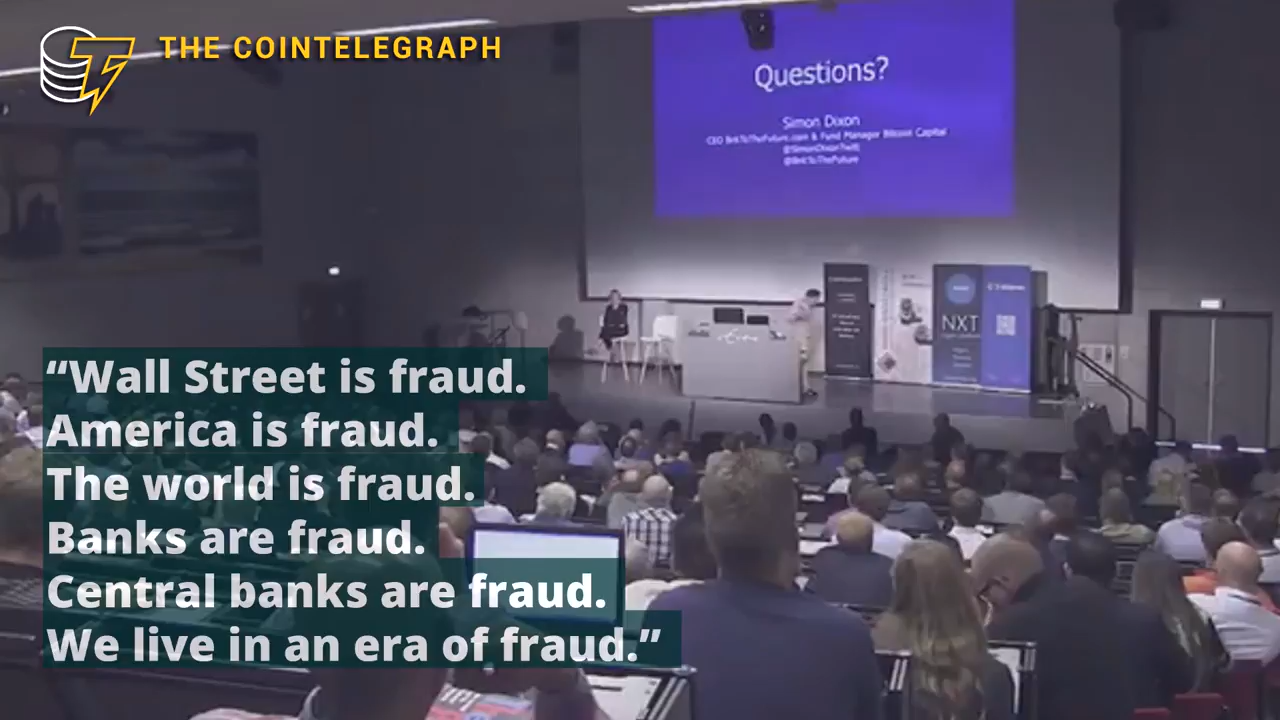 THE COINTELEGRAPH
Questions?
Simon Dixon
CEO BnkToTheFuture.com & Fund Manager Bitcoin Capital
@SimonDixonTwitt
@BnkToTheFuture
NXT
“Wall Street is fraud.
America is fraud.
The world is fraud.
Banks are fraud.
Central banks are fraud.
We live in an era of fraud.”